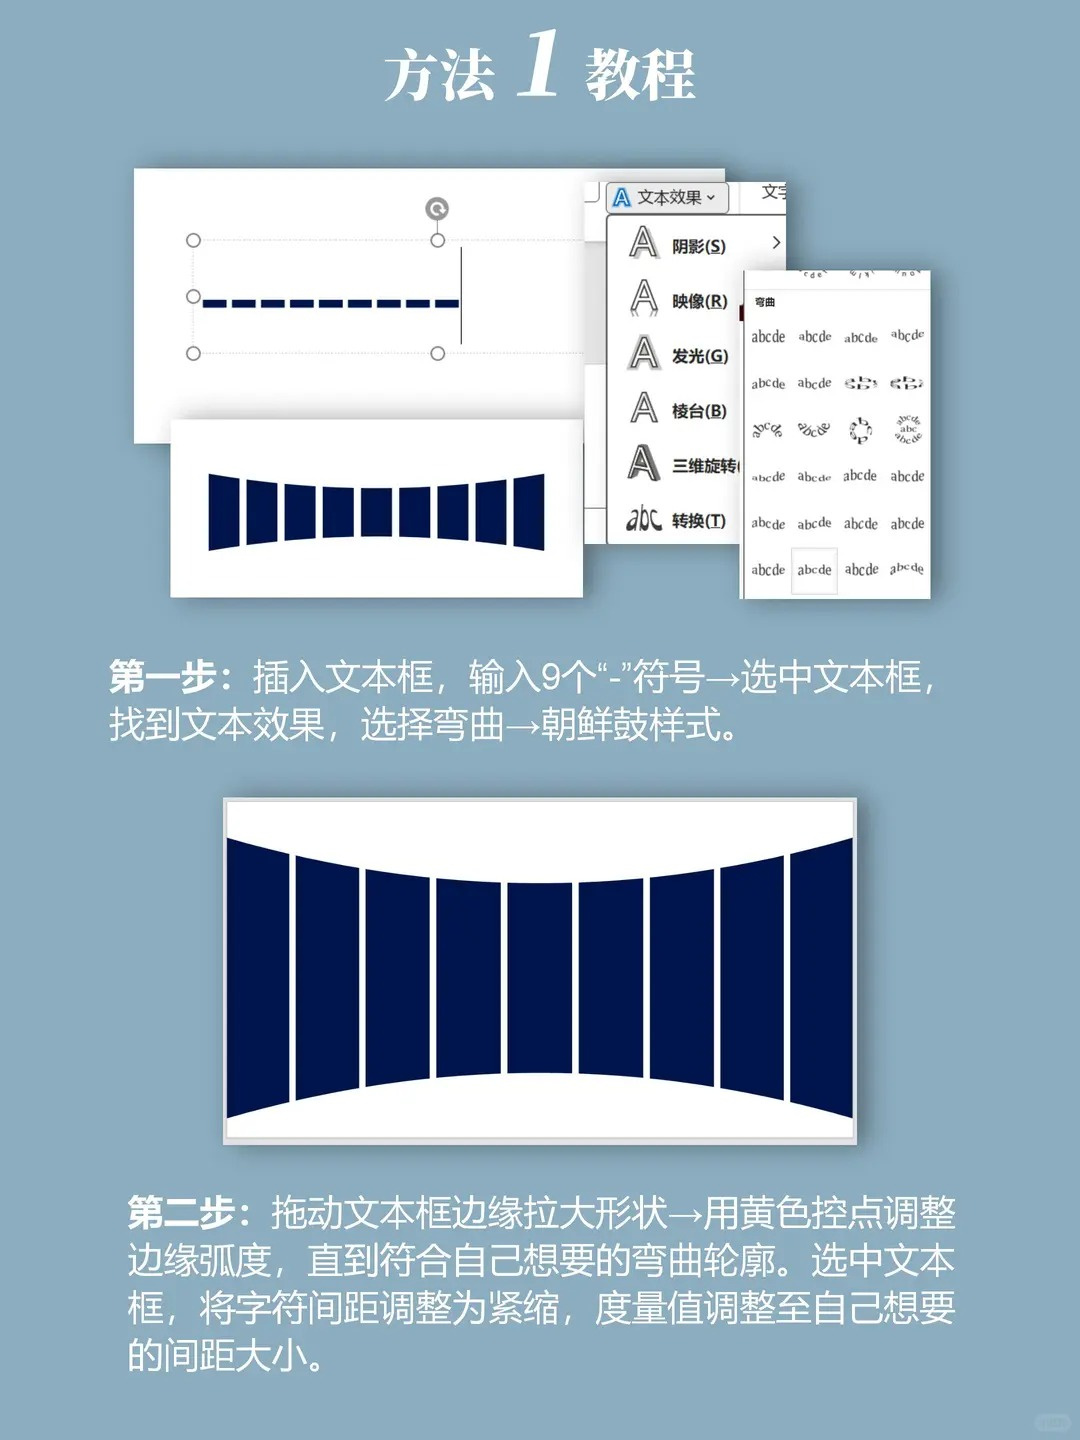 方法 1 教程
文本效果
阴影(S)
映像(R)
发光(G)
棱台(B)
三维旋转(
转换(T)
弯曲
abcde abcde abcde abcde
abcde abcde
abcde abcde
abcde abcde abcde abcde
abcde abcde abcde abcde
abcde abcde abcde abcde
第一步：插入文本框，输入9个“-”符号→选中文本框，
找到文本效果，选择弯曲→朝鲜鼓样式。
第二步：拖动文本框边缘拉大形状→用黄色控点调整
边缘弧度，直到符合自己想要的弯曲轮廓。选中文本
框，将字符间距调整为紧缩，度量值调整至自己想要
的间距大小。